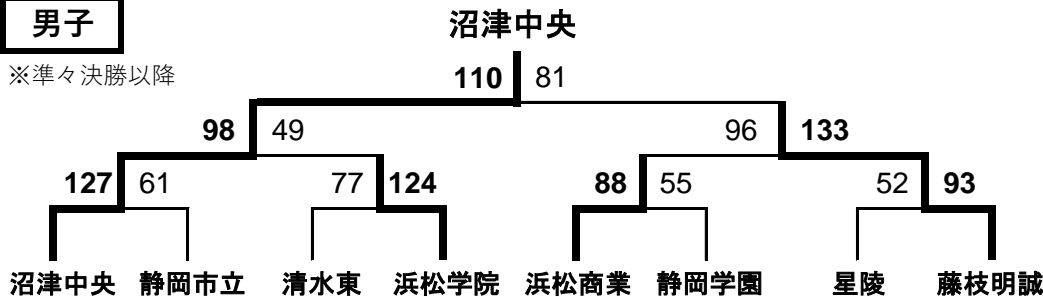 男子
沼津中央
※準々決勝以降
110 81
98 49 96 133
127 61 77 124 88 55 52 93
沼津中央 静岡市立 清水東 浜松学院 浜松商業 静岡学園 星陵 藤枝明誠